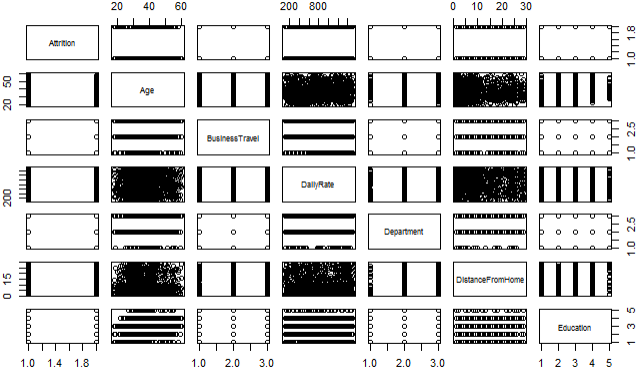 20 40 60
200 800
0 10 20 30
Attrition
1.0 1.8
20 50
Age
BusinessTravel
1.0 2.5
200
DailyRate
Department
1.0 2.5
0 15
DistanceFromHome
Education
1 3 5
1.0 1.4 1.8
1.0 2.0 3.0
1.0 2.0 3.0
1 2 3 4 5